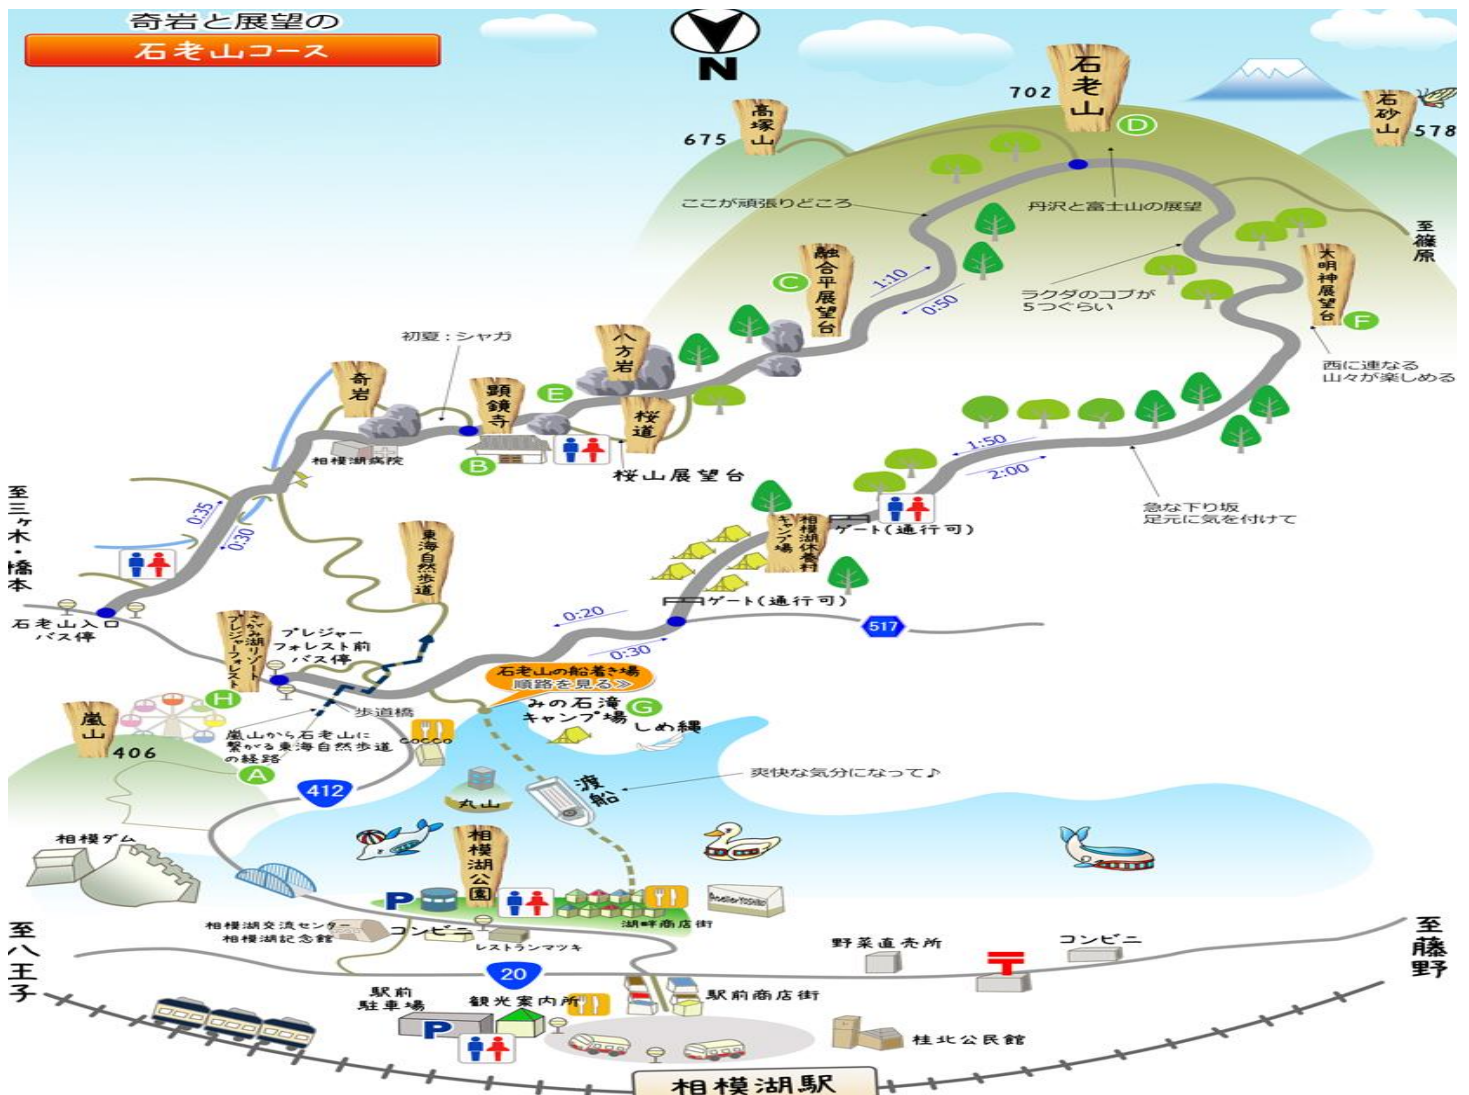 奇岩と展望の
石老山コース
N
石老山
702
D
高塚山
675
石砂山
578
ここが頑張りどころ
丹沢と富士山の展望
至篠原
融合平展望台
C
1:10
0:50
ラクダのコブが
5つぐらい
大明神展望台
F
西に連なる
山々が楽しめる
初夏:シャガ
八方岩
奇岩
顕鏡寺
E
桜道
相模湖病院
B
桜山展望台
1:50
2:00
急な下り坂
足元に気を付けて
至三ヶ木・橋本
0:35
0:30
東海自然歩道
相模湖休養村
キャンプ場
ゲート(通行可)
ゲート(通行可)
石老山入口
バス停
さがみ湖リゾート
プレジャーフォレスト
プレジャー
フォレスト前
バス停
0:20
0:30
517
石老山の船着き場
順路を見る≫
H
歩道橋
みの石滝
キャンプ場
G
しめ縄
嵐山
406
嵐山から石老山に
繋がる東海自然歩道
の経路
A
COCCO
412
丸山
渡船
爽快な気分になって♪
相模ダム
相模湖公園
P
湖畔商店街
Atelier YOSHIKO
相模湖交流センター
相模湖記念館
コンビニ
レストランマツキ
野菜直売所
コンビニ
至八王子
至藤野
20
駅前
駐車場
P
観光案内所
駅前商店街
桂北公民館
相模湖駅